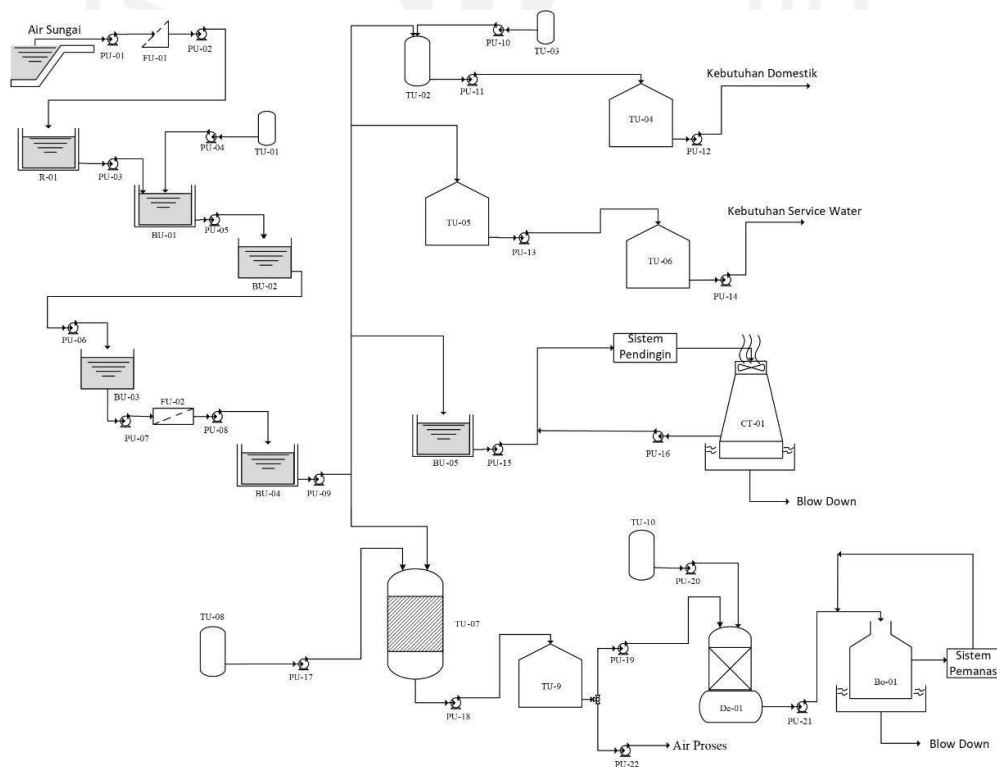 Air Sungai
PU-01
FU-01
PU-02
R-01
PU-03
PU-04
TU-01
BU-01
PU-05
BU-02
PU-06
BU-03
PU-07
FU-02
PU-08
BU-04
PU-09
TU-02
PU-10
TU-03
PU-11
TU-04
PU-12
Kebutuhan Domestik
TU-05
PU-13
TU-06
PU-14
Kebutuhan Service Water
BU-05
PU-15
Sistem
Pendingin
CT-01
PU-16
Blow Down
TU-08
PU-17
TU-07
PU-18
TU-9
PU-19
TU-10
PU-20
De-01
PU-21
Bo-01
Sistem
Pemanas
Blow Down
PU-22
Air Proses